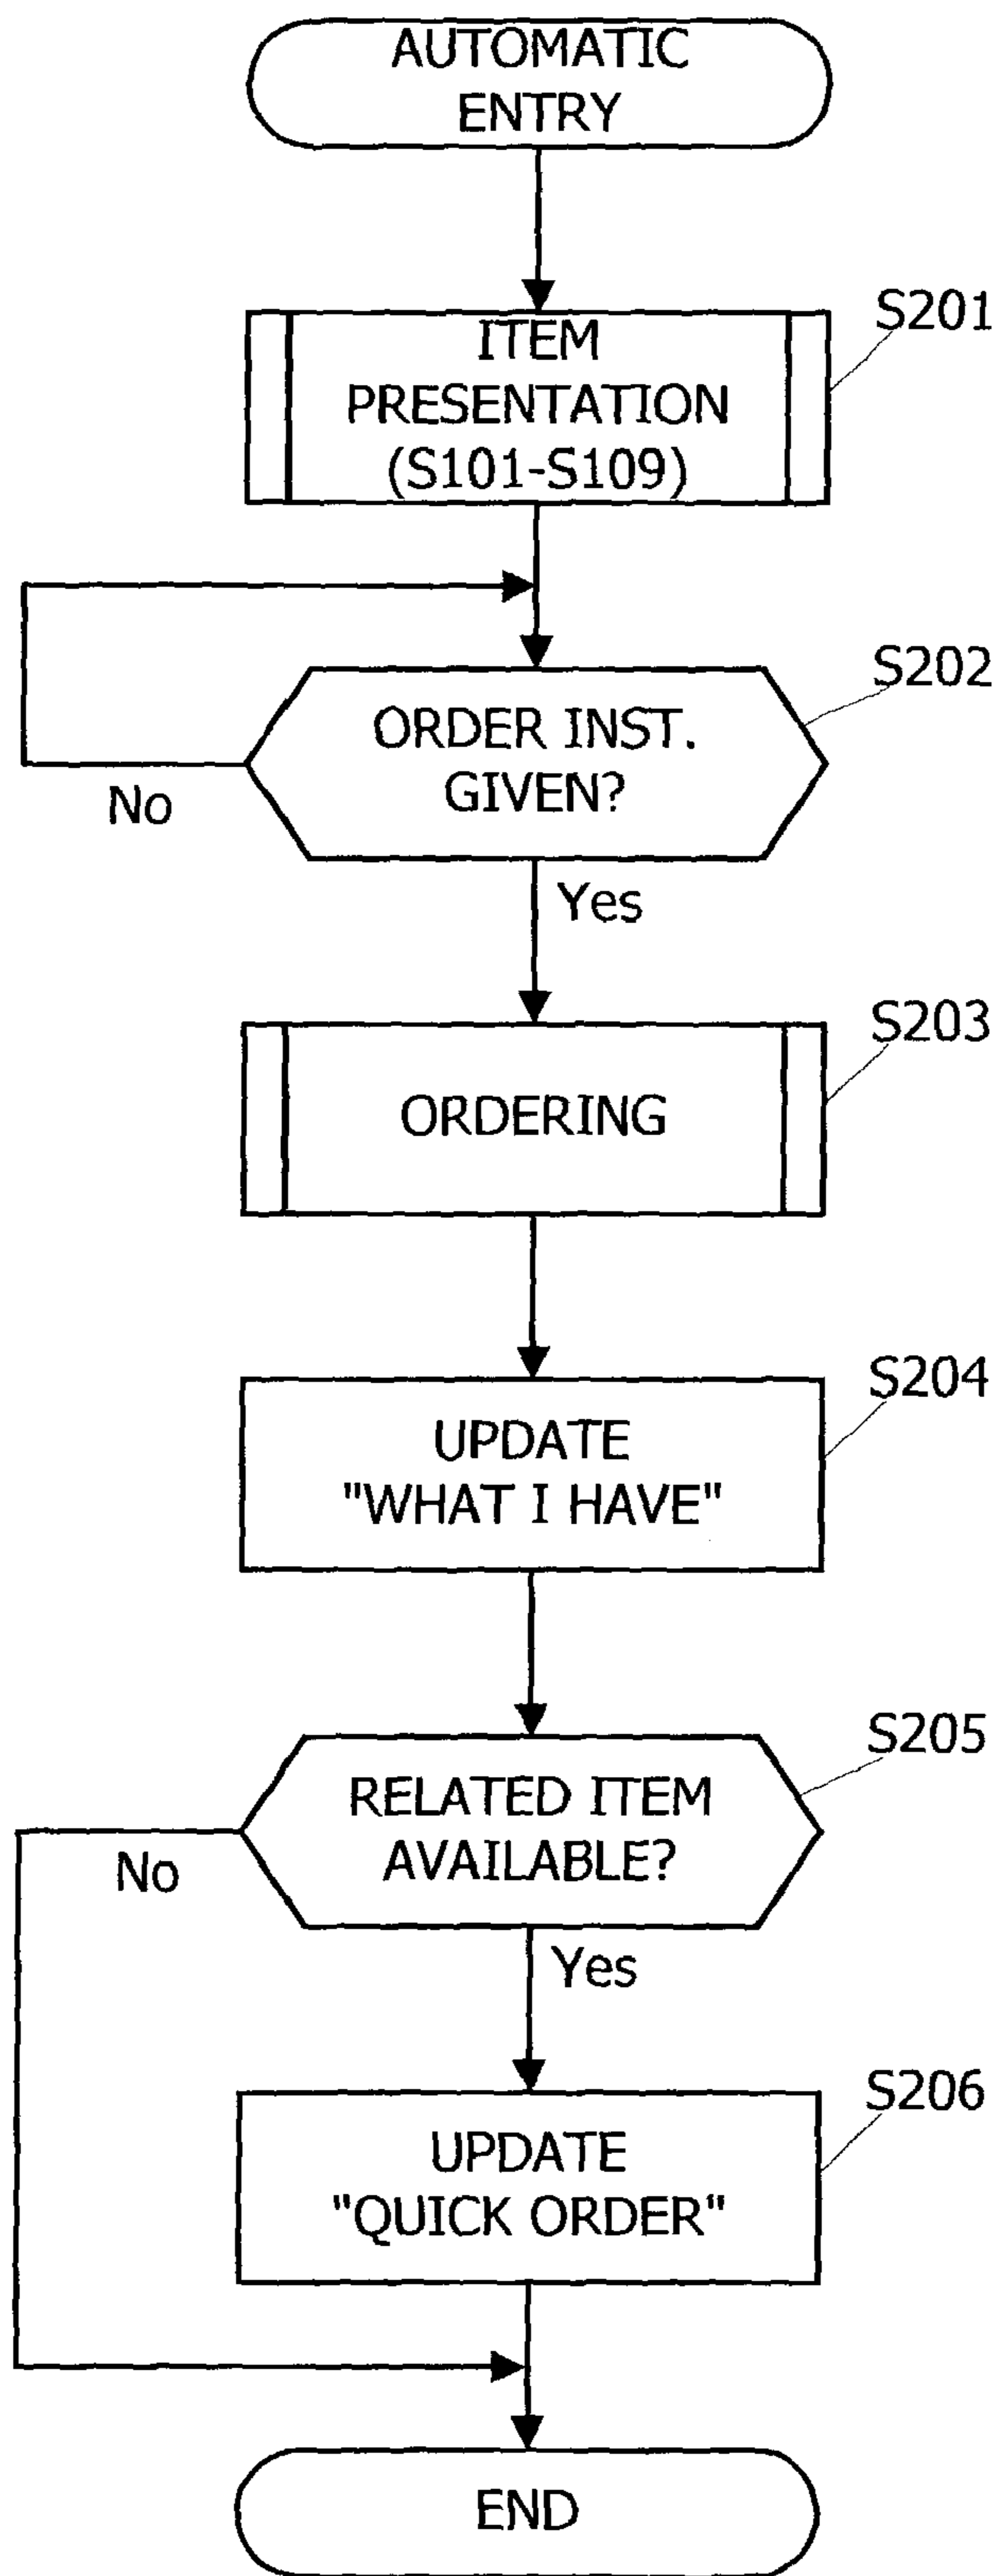 AUTOMATIC
ENTRY
S201
ITEM
PRESENTATION
(S101-S109)
S202
ORDER INST.
GIVEN?
No
Yes
S203
ORDERING
S204
UPDATE
"WHAT I HAVE"
S205
RELATED ITEM
AVAILABLE?
No
Yes
S206
UPDATE
"QUICK ORDER"
END